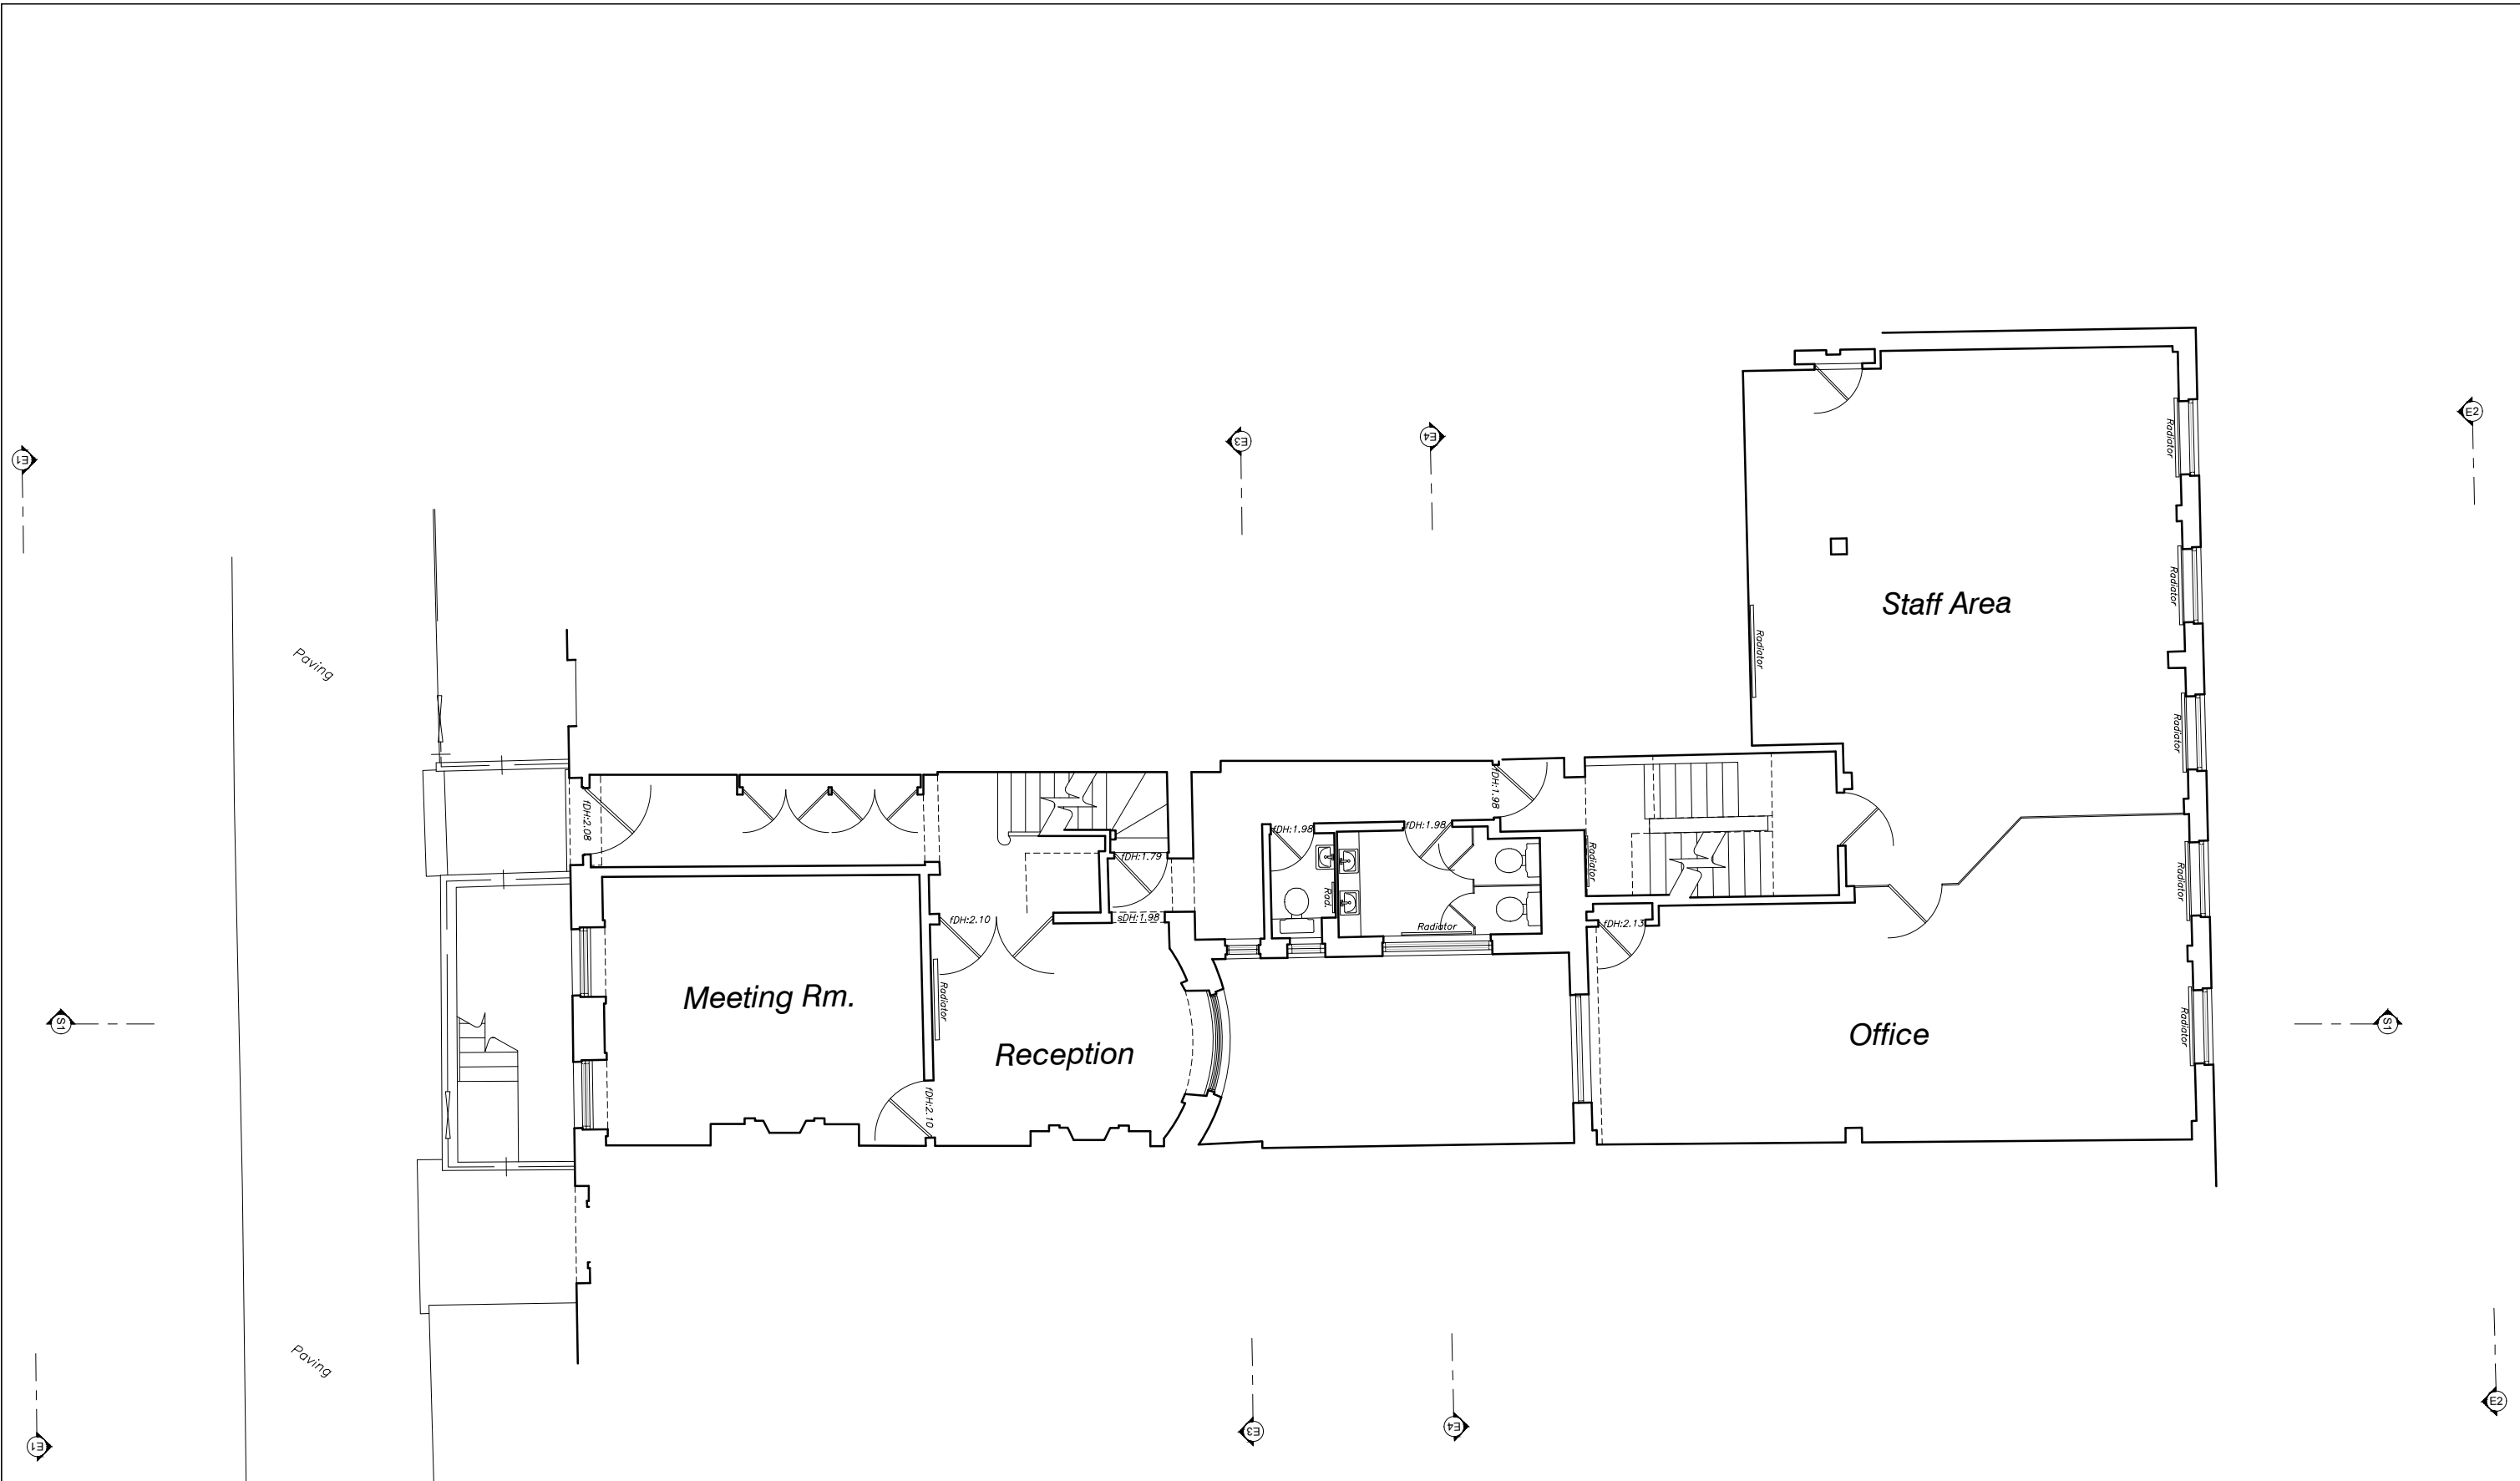 E2
E4
E3
E1
Radiator
Radiator
Staff Area
Radiator
Paving
Radiator
fDH:1.98
fDH:2.08
fDH:1.98
fDH:1.98
fDH:1.79
Radiator
Radiator
Rad.
fDH:2.10
sDH:1.98
fDH:2.13
Radiator
Meeting Rm.
Radiator
S1
S1
Radiator
Office
Reception
fDH:2.10
Paving
E2
E4
E3
E1